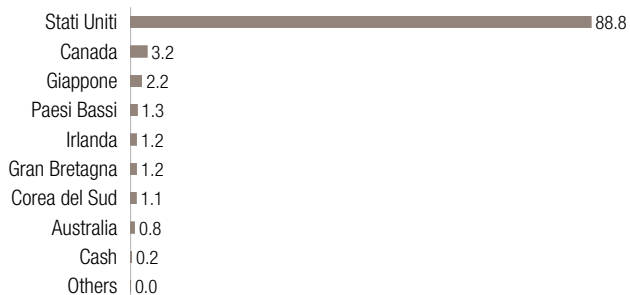 Stati Uniti 88.8
Canada 3.2
Giappone 2.2
Paesi Bassi 1.3
Irlanda 1.2
Gran Bretagna 1.2
Corea del Sud 1.1
Australia 0.8
Cash 0.2
Others 0.0